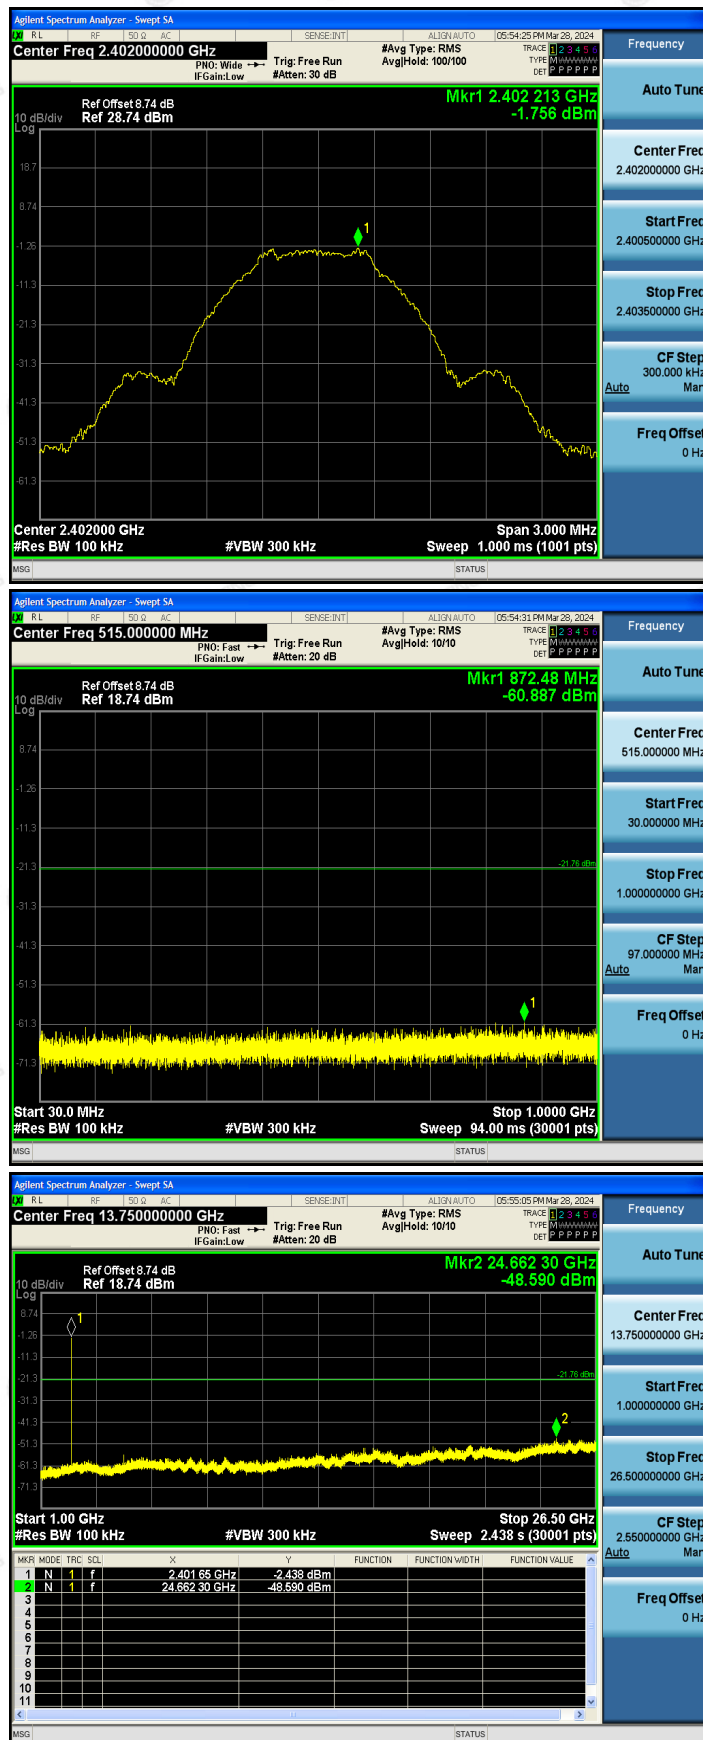 Agilent Spectrum Analyzer - Swept SA
LXI RL RF 50 Ω AC SENSE:INT ALIGN AUTO 05:54:25 PM Mar 28, 2024
Center Freq 2.402000000 GHz
PNO: Wide
IFGain:Low
Trig: Free Run
#Atten: 30 dB
#Avg Type: RMS
Avg|Hold: 100/100
TRACE 1 2 3 4 5 6
TYPE M
DET P P P P P P
Ref Offset 8.74 dB
10 dB/div Ref 28.74 dBm
Log
Mkr1 2.402 213 GHz
-1.756 dBm
18.7
8.74
-1.26
-11.3
-21.3
-31.3
-41.3
-51.3
-61.3
1
Center 2.402000 GHz Span 3.000 MHz
#Res BW 100 kHz #VBW 300 kHz Sweep 1.000 ms (1001 pts)
MSG STATUS
Frequency
Auto Tune
Center Freq
2.402000000 GHz
Start Freq
2.400500000 GHz
Stop Freq
2.403500000 GHz
CF Step
300.000 kHz
Auto Man
Freq Offset
0 Hz
Agilent Spectrum Analyzer - Swept SA
LXI RL RF 50 Ω AC SENSE:INT ALIGN AUTO 05:54:31 PM Mar 28, 2024
Center Freq 515.000000 MHz
PNO: Fast
IFGain:Low
Trig: Free Run
#Atten: 20 dB
#Avg Type: RMS
Avg|Hold: 10/10
TRACE 1 2 3 4 5 6
TYPE M
DET P P P P P P
Ref Offset 8.74 dB
10 dB/div Ref 18.74 dBm
Log
Mkr1 872.48 MHz
-60.887 dBm
8.74
-1.26
-11.3
-21.3
-31.3
-41.3
-51.3
-61.3
-71.3
-21.76 dBm
1
Start 30.0 MHz Stop 1.0000 GHz
#Res BW 100 kHz #VBW 300 kHz Sweep 94.00 ms (30001 pts)
MSG STATUS
Frequency
Auto Tune
Center Freq
515.000000 MHz
Start Freq
30.000000 MHz
Stop Freq
1.000000000 GHz
CF Step
97.000000 MHz
Auto Man
Freq Offset
0 Hz
Agilent Spectrum Analyzer - Swept SA
LXI RL RF 50 Ω AC SENSE:INT ALIGN AUTO 05:55:05 PM Mar 28, 2024
Center Freq 13.750000000 GHz
PNO: Fast
IFGain:Low
Trig: Free Run
#Atten: 20 dB
#Avg Type: RMS
Avg|Hold: 10/10
TRACE 1 2 3 4 5 6
TYPE M
DET P P P P P P
Ref Offset 8.74 dB
10 dB/div Ref 18.74 dBm
Log
Mkr2 24.662 30 GHz
-48.590 dBm
8.74
-1.26
-11.3
-21.3
-31.3
-41.3
-51.3
-61.3
-71.3
1
-21.76 dBm
2
Start 1.00 GHz Stop 26.50 GHz
#Res BW 100 kHz #VBW 300 kHz Sweep 2.438 s (30001 pts)
MKR MODE TRC SCL X Y FUNCTION FUNCTION WIDTH FUNCTION VALUE
1 N 1 f 2.401 65 GHz -2.438 dBm
2 N 1 f 24.662 30 GHz -48.590 dBm
3
4
5
6
7
8
9
10
11
MSG STATUS
Frequency
Auto Tune
Center Freq
13.750000000 GHz
Start Freq
1.000000000 GHz
Stop Freq
26.500000000 GHz
CF Step
2.550000000 GHz
Auto Man
Freq Offset
0 Hz